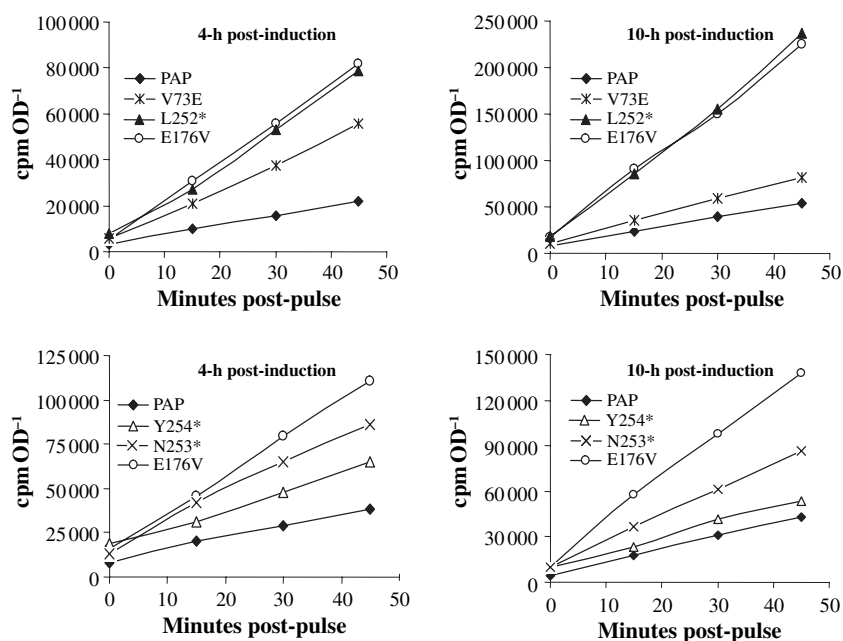 4-h post-induction
100 000
80 000
60 000
40 000
20 000
0
cpm OD⁻¹
PAP
V73E
L252*
E176V
0 10 20 30 40 50
Minutes post-pulse
10-h post-induction
250 000
200 000
150 000
100 000
50 000
0
cpm OD⁻¹
PAP
V73E
L252*
E176V
0 10 20 30 40 50
Minutes post-pulse
4-h post-induction
125 000
100 000
75 000
50 000
25 000
0
cpm OD⁻¹
PAP
Y254*
N253*
E176V
0 10 20 30 40 50
Minutes post-pulse
10-h post-induction
150 000
120 000
90 000
60 000
30 000
0
cpm OD⁻¹
PAP
Y254*
N253*
E176V
0 10 20 30 40 50
Minutes post-pulse